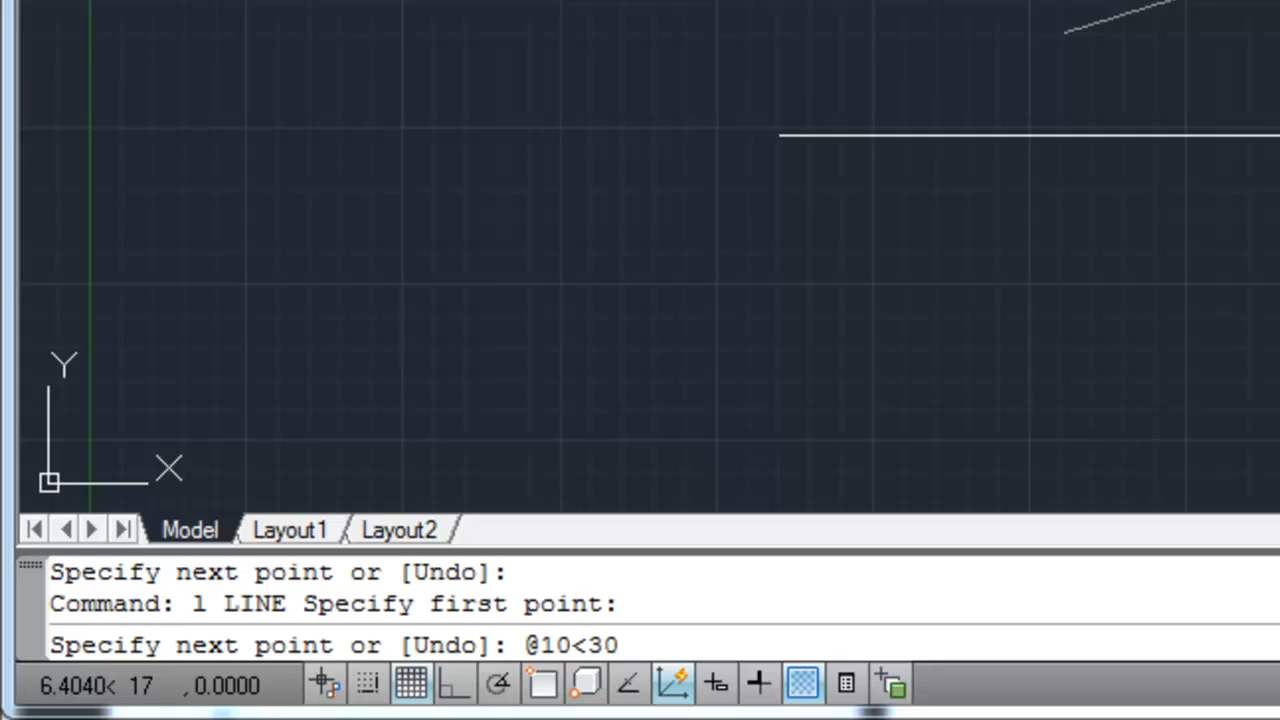 Y
X
Model Layout1 Layout2
Specify next point or [Undo]:
Command: l LINE Specify first point:
Specify next point or [Undo]: @10<30
6.4040< 17 , 0.0000